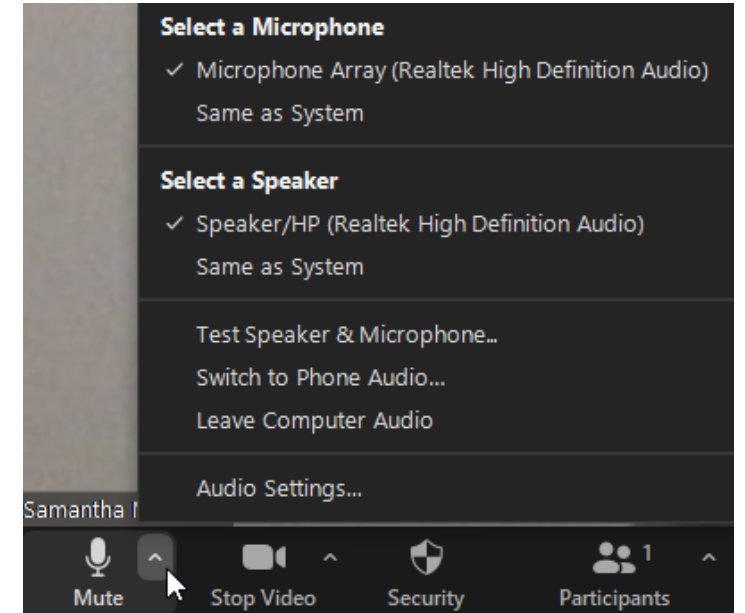 Select a Microphone
Microphone Array (Realtek High Definition Audio)
Same as System
Select a Speaker
Speaker/HP (Realtek High Definition Audio)
Same as System
Test Speaker & Microphone...
Switch to Phone Audio...
Leave Computer Audio
Audio Settings...
Samantha
1
Mute Stop Video Security Participants